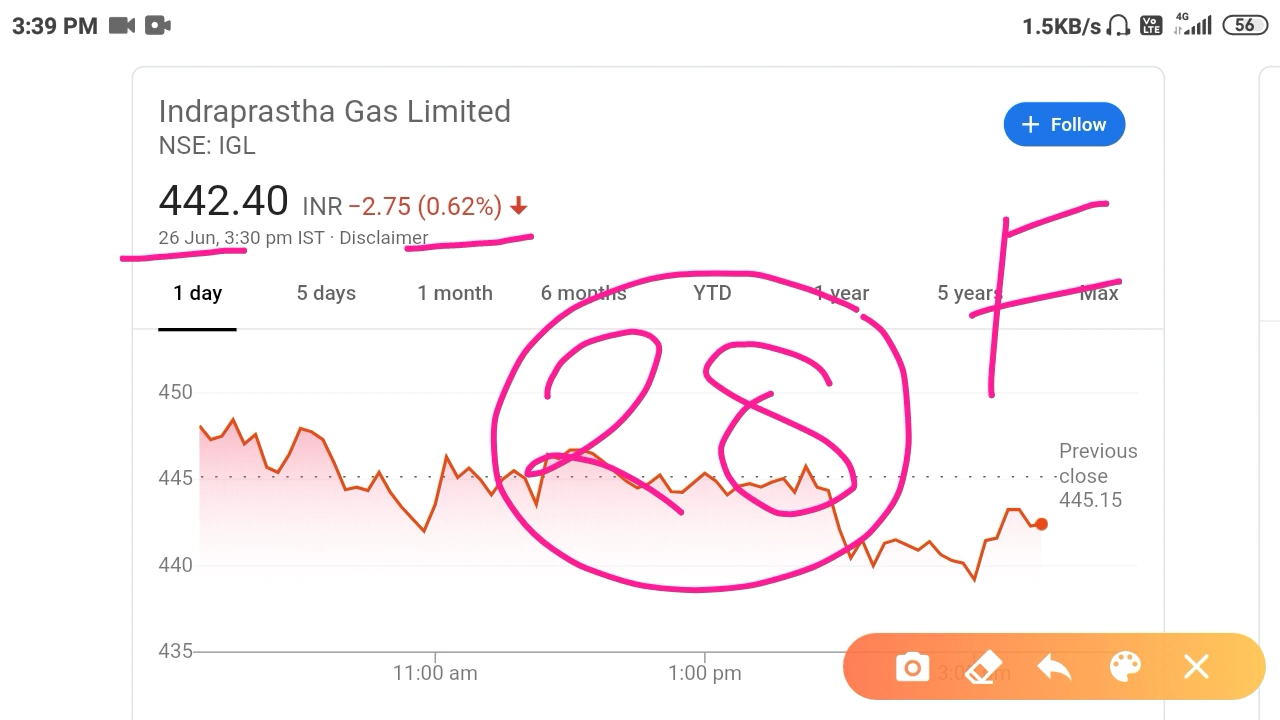 3:39 PM 1.5KB/s Vo LTE 4G 56
Indraprastha Gas Limited
+ Follow
NSE: IGL
442.40 INR −2.75 (0.62%)
26 Jun, 3:30 pm IST · Disclaimer
F
1 day 5 days 1 month 6 months YTD 1 year 5 years Max
28
450
445
440
435
Previous
close
445.15
11:00 am 1:00 pm